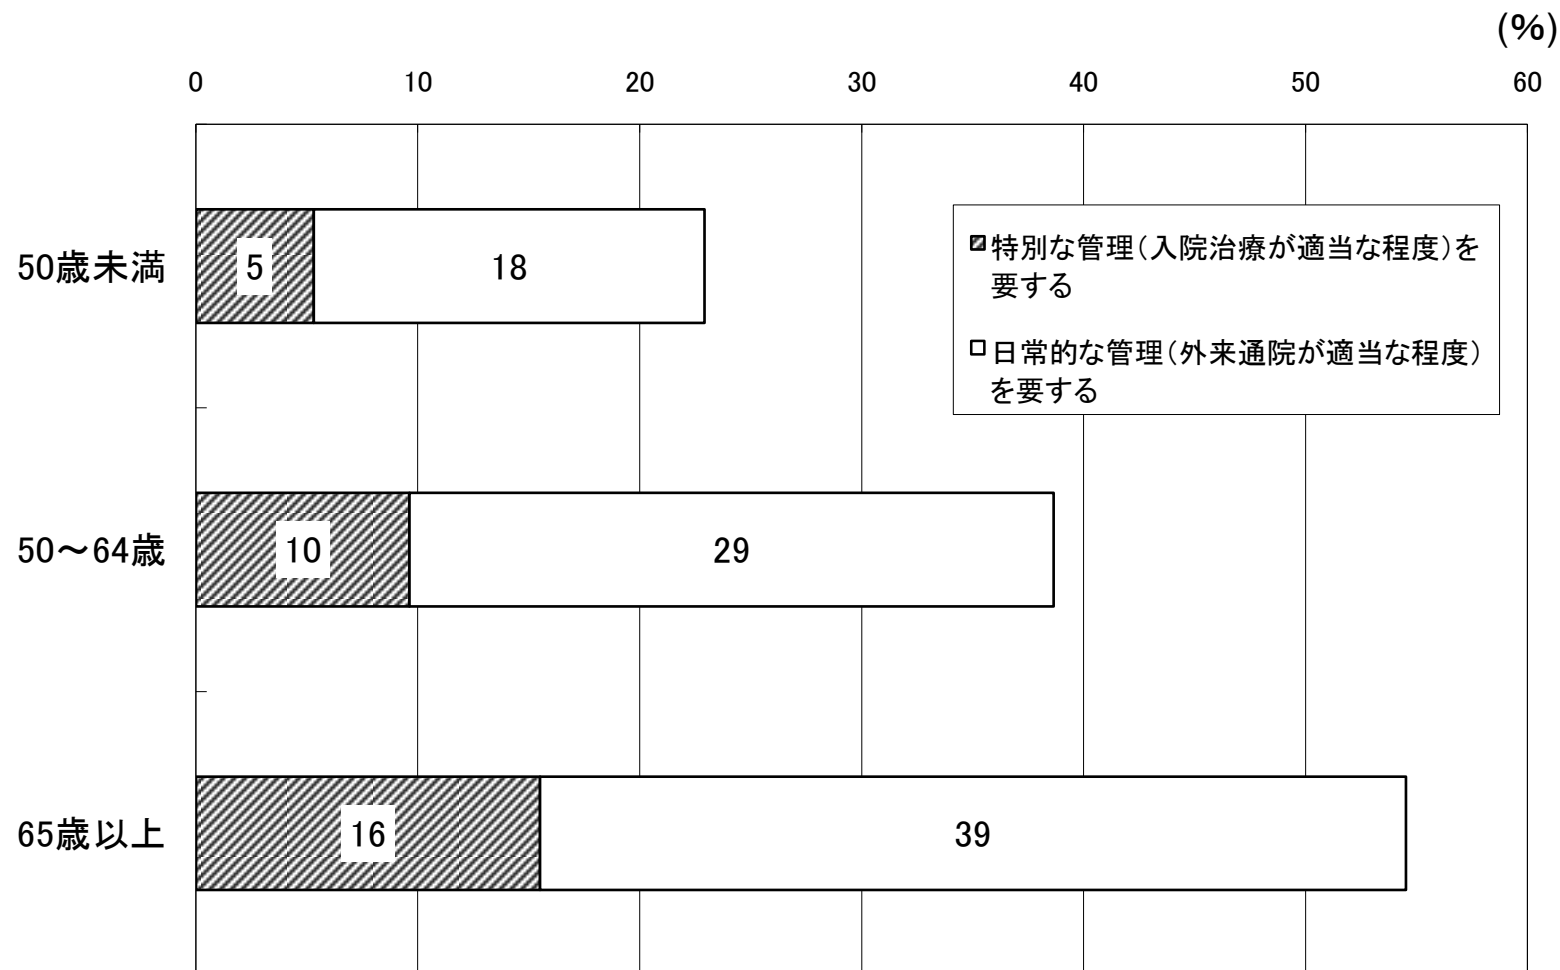 (%)
0 10 20 30 40 50 60
50歳未満 5 18
特別な管理(入院治療が適当な程度)を
要する
日常的な管理(外来通院が適当な程度)
を要する
50～64歳 10 29
65歳以上 16 39